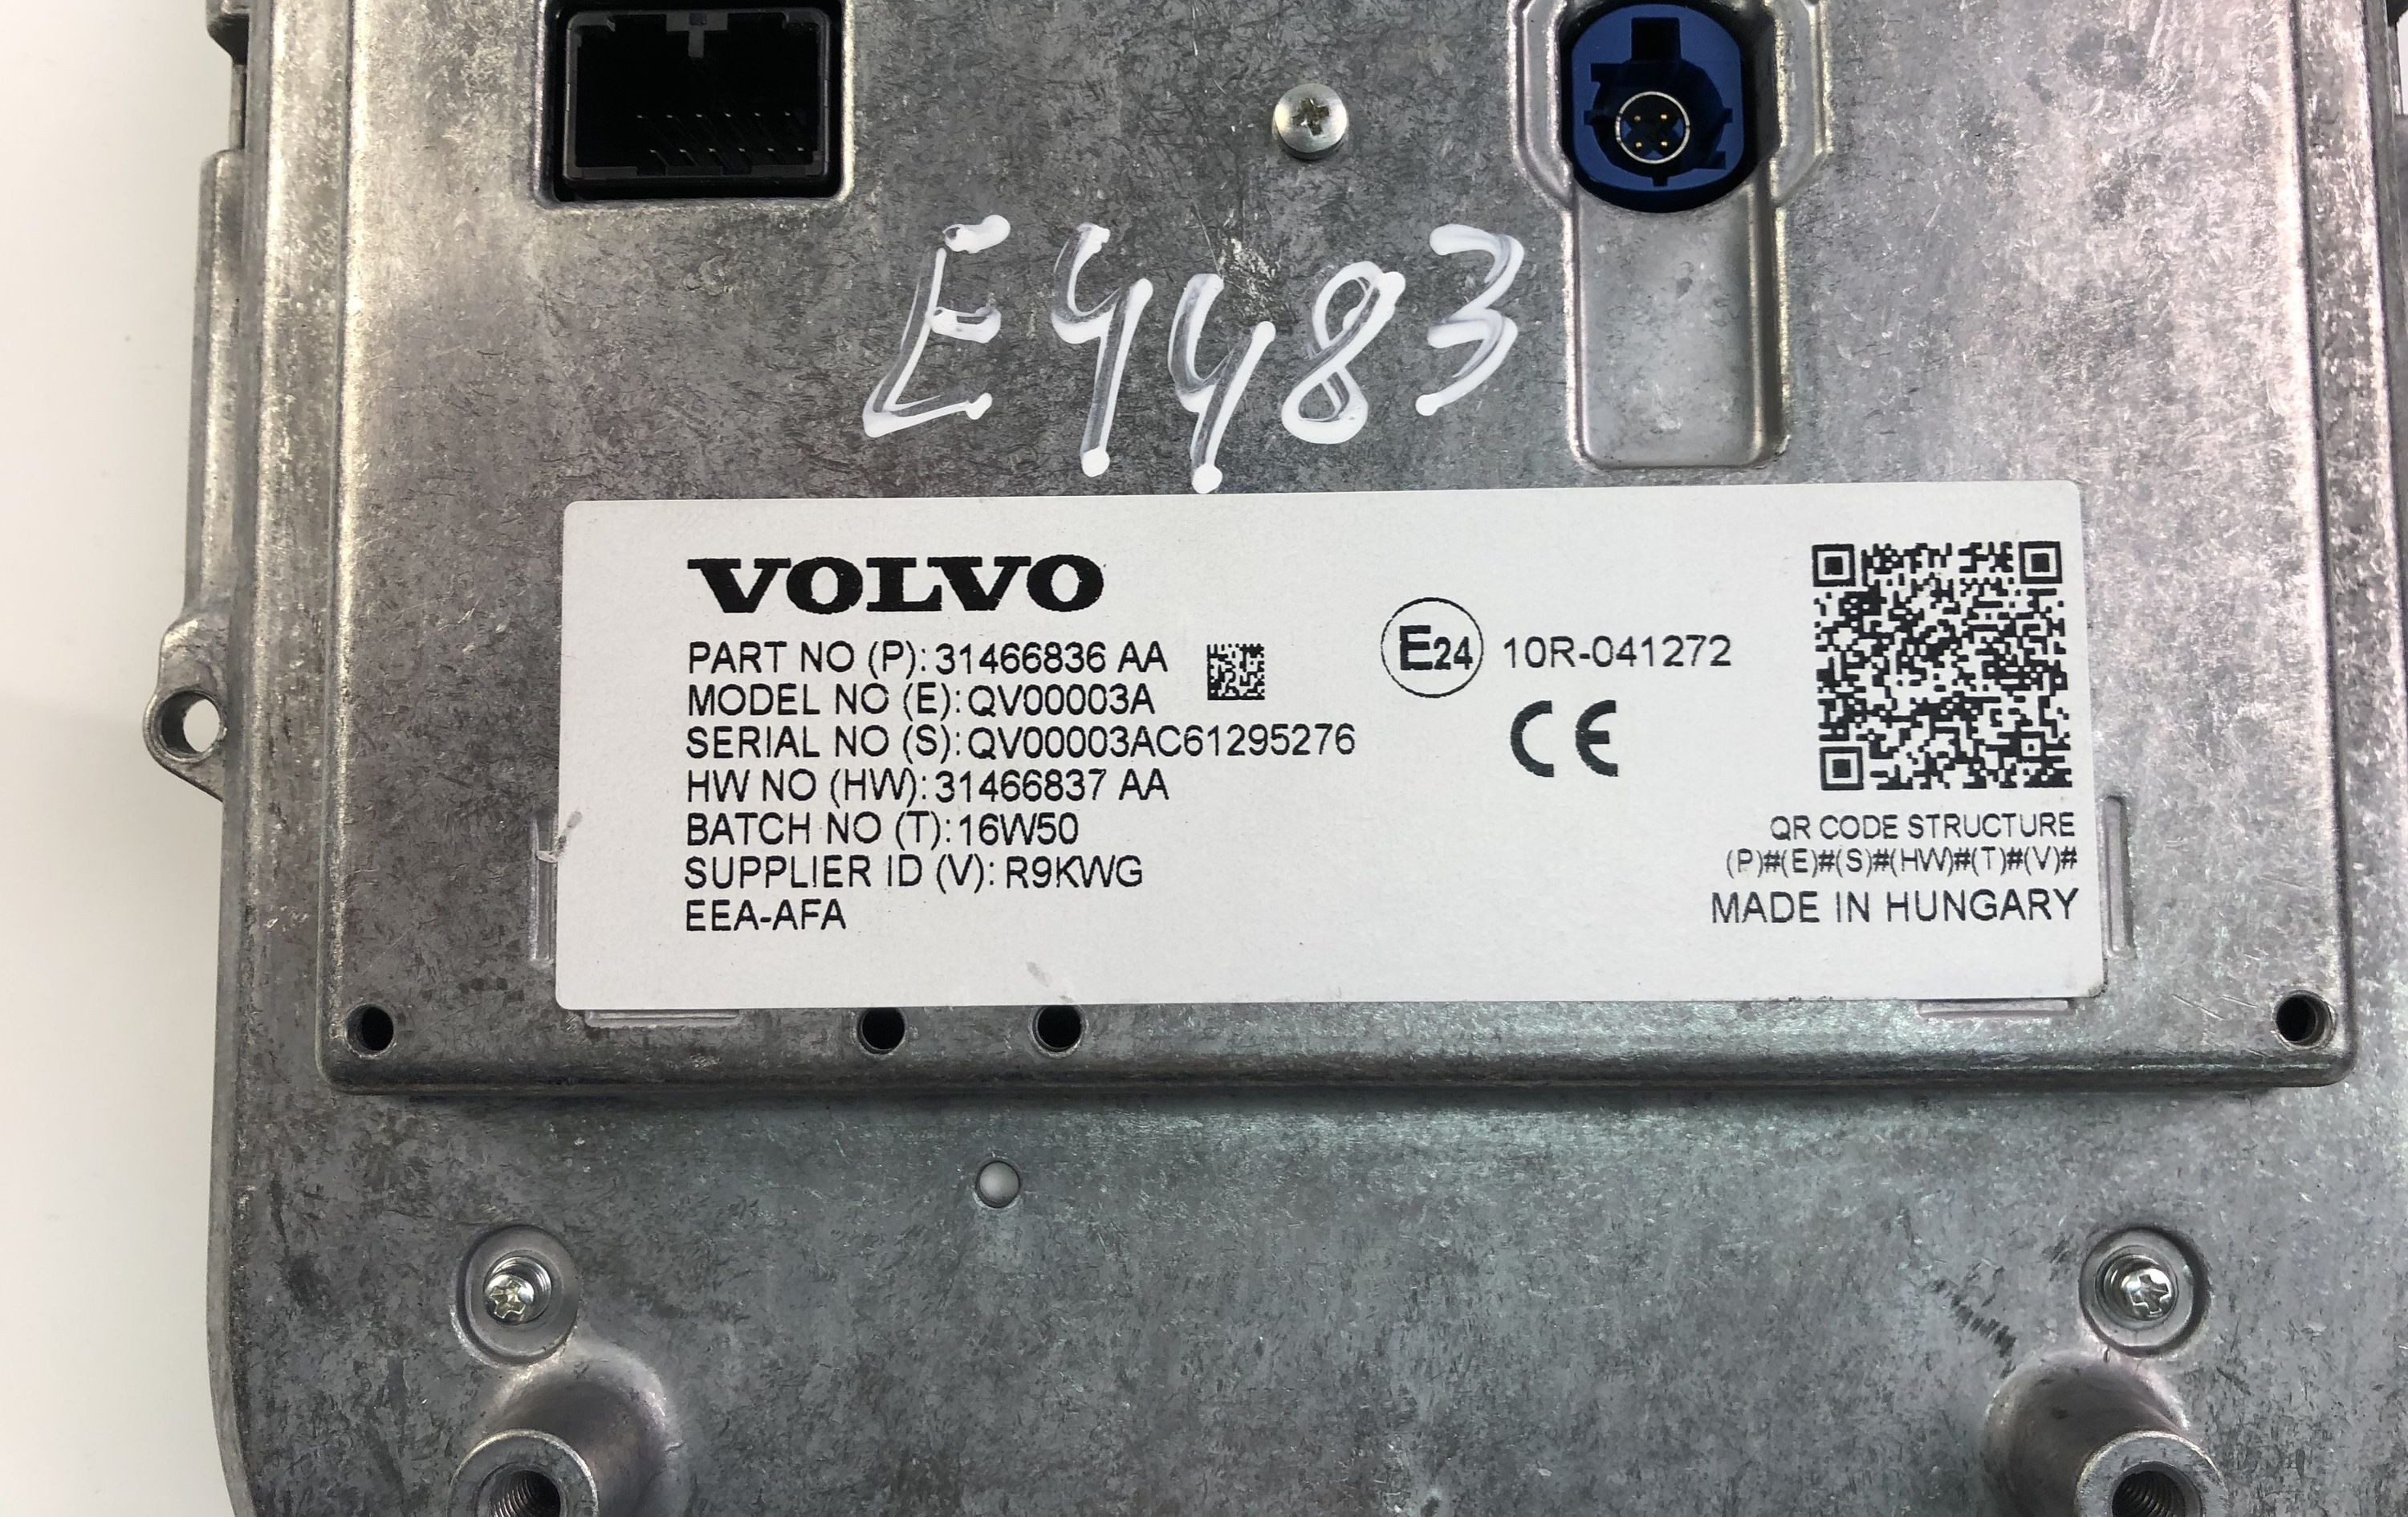 E4483
VOLVO
PART NO (P): 31466836 AA
MODEL NO (E): QV00003A
SERIAL NO (S): QV00003AC61295276
HW NO (HW): 31466837 AA
BATCH NO (T): 16W50
SUPPLIER ID (V): R9KWG
EEA-AFA
E24 10R-041272
CE
QR CODE STRUCTURE
(P)#(E)#(S)#(HW)#(T)#(V)#
MADE IN HUNGARY